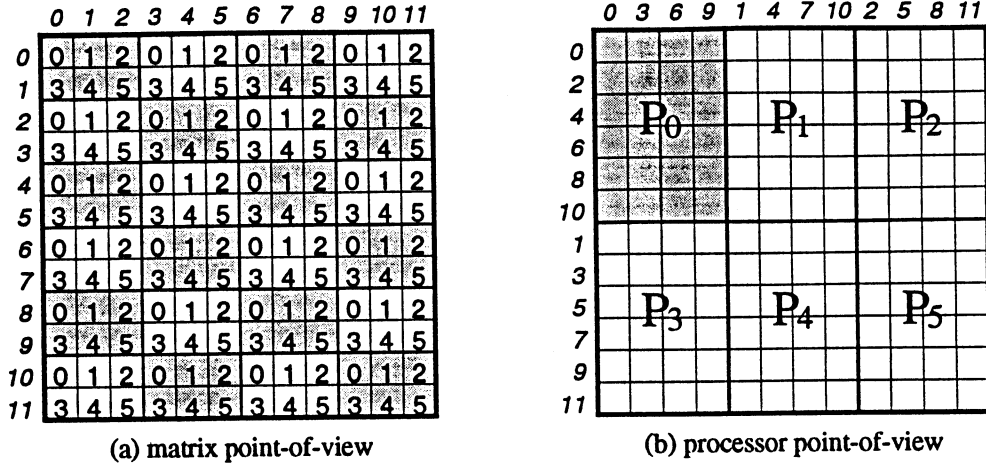 0 1 2 3 4 5 6 7 8 9 10 11
0 0 1 2 0 1 2 0 1 2 0 1 2
1 3 4 5 3 4 5 3 4 5 3 4 5
2 0 1 2 0 1 2 0 1 2 0 1 2
3 3 4 5 3 4 5 3 4 5 3 4 5
4 0 1 2 0 1 2 0 1 2 0 1 2
5 3 4 5 3 4 5 3 4 5 3 4 5
6 0 1 2 0 1 2 0 1 2 0 1 2
7 3 4 5 3 4 5 3 4 5 3 4 5
8 0 1 2 0 1 2 0 1 2 0 1 2
9 3 4 5 3 4 5 3 4 5 3 4 5
10 0 1 2 0 1 2 0 1 2 0 1 2
11 3 4 5 3 4 5 3 4 5 3 4 5
(a) matrix point-of-view
0 3 6 9 1 4 7 10 2 5 8 11
0
2
4 P0 P1 P2
6
8
10
1
3
5 P3 P4 P5
7
9
11
(b) processor point-of-view